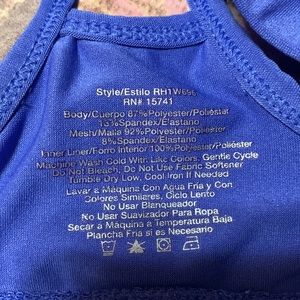 Style/Estilo RH1W696
RN# 15741
Body/Cuerpo 87%Polyester/Poliéster
13%Spandex/Elastano
Mesh/Malla 92%Polyester/Poliéster
8%Spandex/Elastano
Inner Liner/Forro Interno 100%Polyester/Poliéster
Machine Wash Cold With Like Colors, Gentle Cycle
Do Not Bleach, Do Not Use Fabric Softener
Tumble Dry Low, Cool Iron If Needed
Lavar a Máquina Con Agua Fría y Con
Colores Similares, Ciclo Lento
No Usar Blanqueador
No Usar Suavizador Para Ropa
Secar a Máquina a Temperatura Baja
Plancha Fría si es Necesario